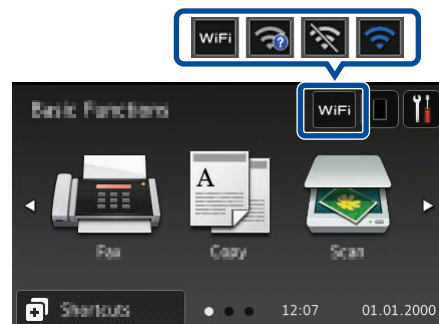 WiFi
Basic Functions
WiFi
A
Fax
Copy
Scan
Shortcuts
12:07
01.01.2000